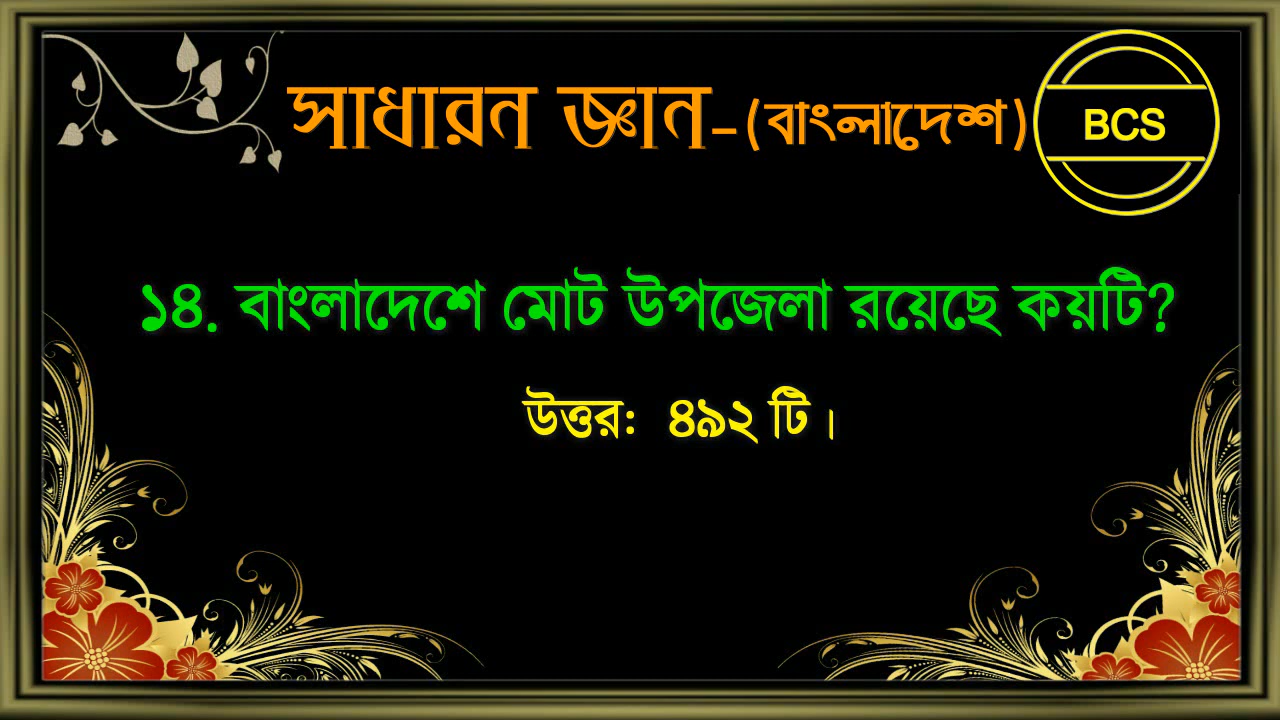 সাধারন জ্ঞান-(বাংলাদেশ)
BCS
১৪. বাংলাদেশে মোট উপজেলা রয়েছে কয়টি?
উত্তরঃ ৪৯২ টি।